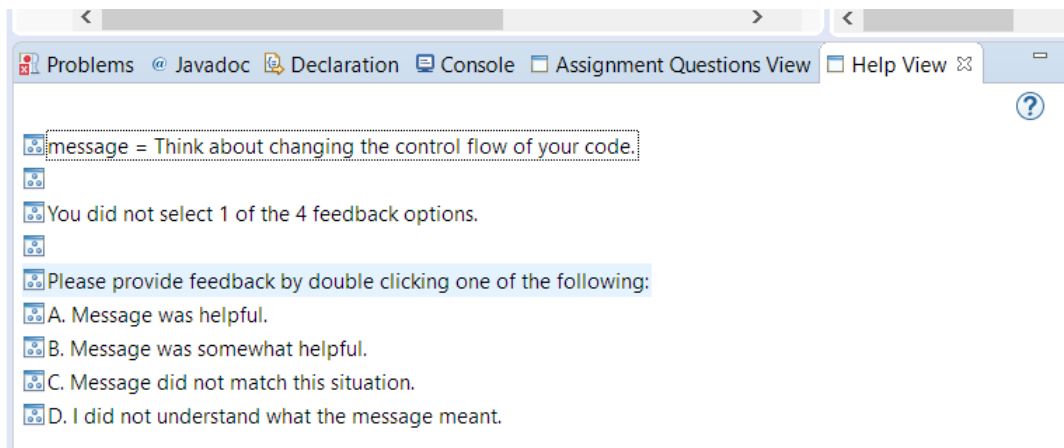 Problems @ Javadoc Declaration Console Assignment Questions View Help View
message = Think about changing the control flow of your code.
You did not select 1 of the 4 feedback options.
Please provide feedback by double clicking one of the following:
A. Message was helpful.
B. Message was somewhat helpful.
C. Message did not match this situation.
D. I did not understand what the message meant.